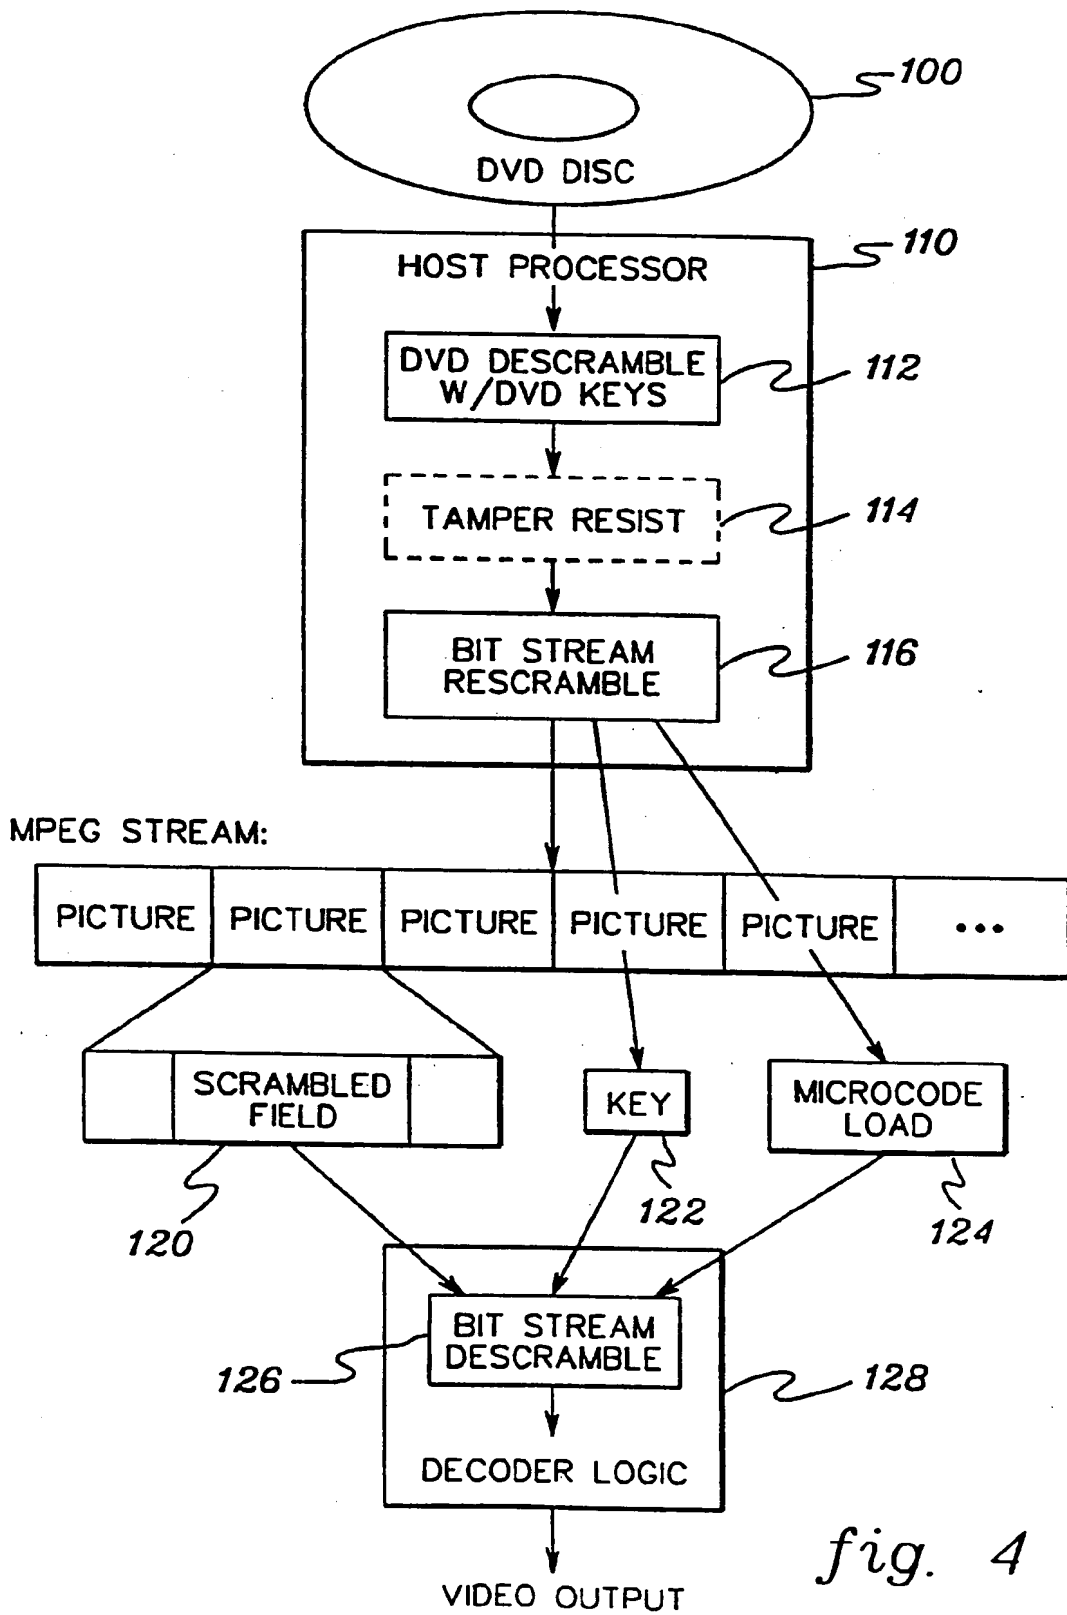 100
DVD DISC
110
HOST PROCESSOR
DVD DESCRAMBLE
W/DVD KEYS
112
TAMPER RESIST
114
BIT STREAM
RESCRAMBLE
116
MPEG STREAM:
PICTURE PICTURE PICTURE PICTURE PICTURE •••
SCRAMBLED
FIELD
KEY
MICROCODE
LOAD
120
122
124
BIT STREAM
DESCRAMBLE
126
128
DECODER LOGIC
fig. 4
VIDEO OUTPUT